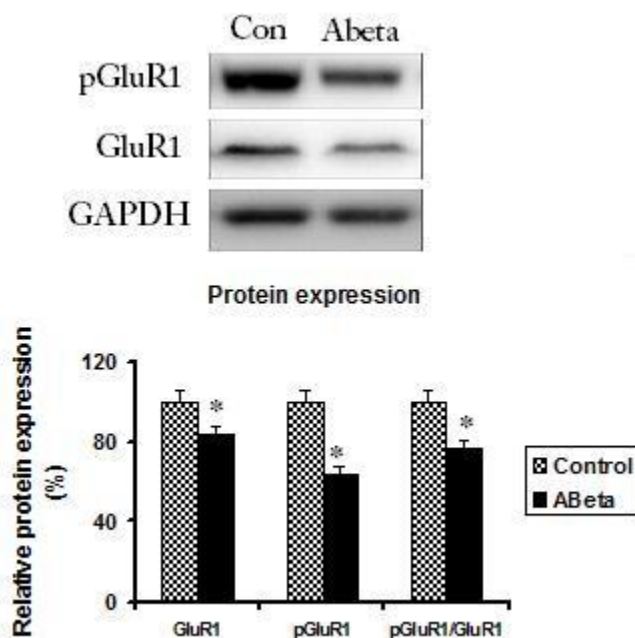 Con Abeta
pGluR1
GluR1
GAPDH
Protein expression
Relative protein expression
(%)
120
80
40
0
* * *
GluR1 pGluR1 pGluR1/GluR1
Control
ABeta